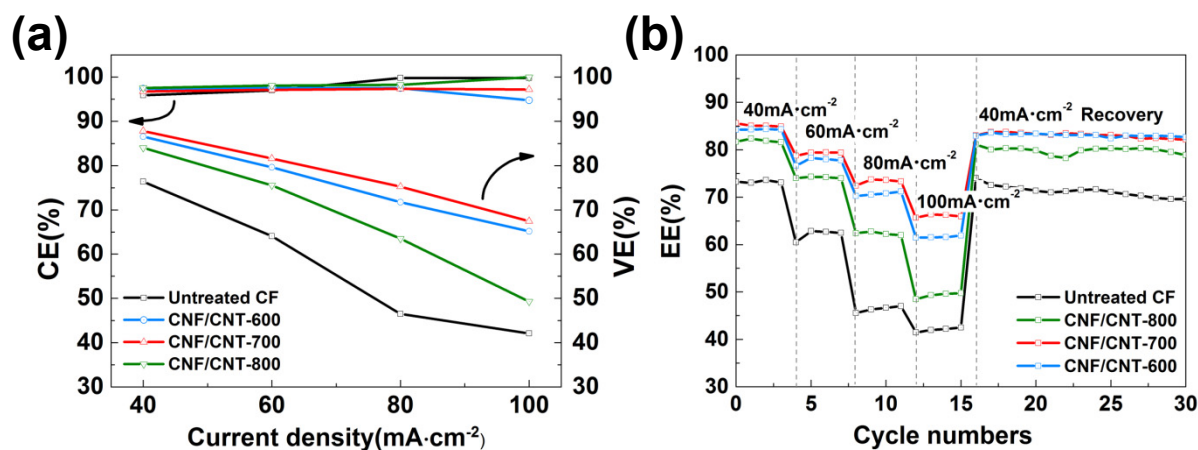 (a)
100
90
80
70
60
50
40
30
CE(%)
100
90
80
70
60
50
40
30
VE(%)
Untreated CF
CNF/CNT-600
CNF/CNT-700
CNF/CNT-800
40
60
80
100
Current density(mA·cm⁻²)
(b)
100
90
80
70
60
50
40
30
EE(%)
40mA·cm⁻²
60mA·cm⁻²
80mA·cm⁻²
100mA·cm⁻²
40mA·cm⁻² Recovery
Untreated CF
CNF/CNT-800
CNF/CNT-700
CNF/CNT-600
0
5
10
15
20
25
30
Cycle numbers